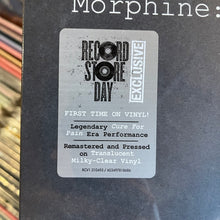 Morphine:
RECORD
STORE
DAY
EXCLUSIVE
FIRST TIME ON VINYL!
Legendary Cure For
Pain Era Performance
Remastered and Pressed
on Translucent
Milky-Clear Vinyl